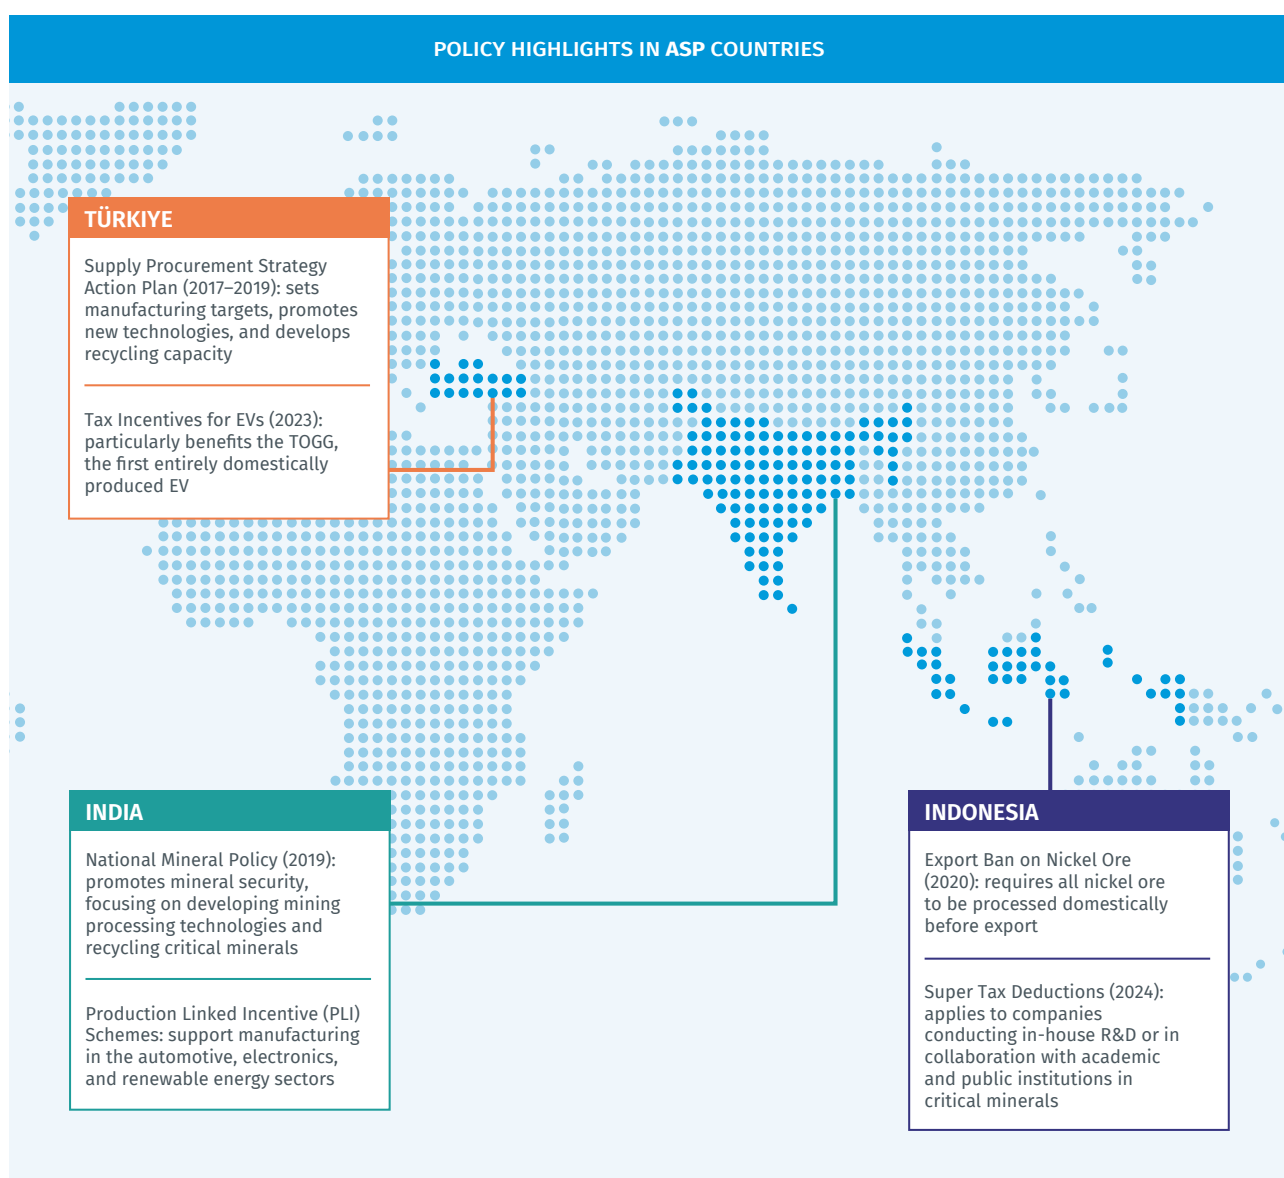 POLICY HIGHLIGHTS IN ASP COUNTRIES
TÜRKIYE
Supply Procurement Strategy
Action Plan (2017–2019): sets
manufacturing targets, promotes
new technologies, and develops
recycling capacity
Tax Incentives for EVs (2023):
particularly benefits the TOGG,
the first entirely domestically
produced EV
INDIA
National Mineral Policy (2019):
promotes mineral security,
focusing on developing mining
processing technologies and
recycling critical minerals
Production Linked Incentive (PLI)
Schemes: support manufacturing
in the automotive, electronics,
and renewable energy sectors
INDONESIA
Export Ban on Nickel Ore
(2020): requires all nickel ore
to be processed domestically
before export
Super Tax Deductions (2024):
applies to companies
conducting in-house R&D or in
collaboration with academic
and public institutions in
critical minerals